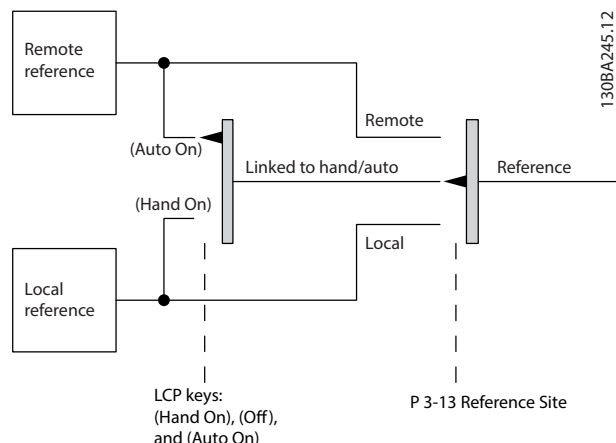 Remote
reference
130BA245.12
Remote
(Auto On)
Linked to hand/auto
Reference
(Hand On)
Local
Local
reference
LCP keys:
(Hand On), (Off),
and (Auto On)
P 3-13 Reference Site